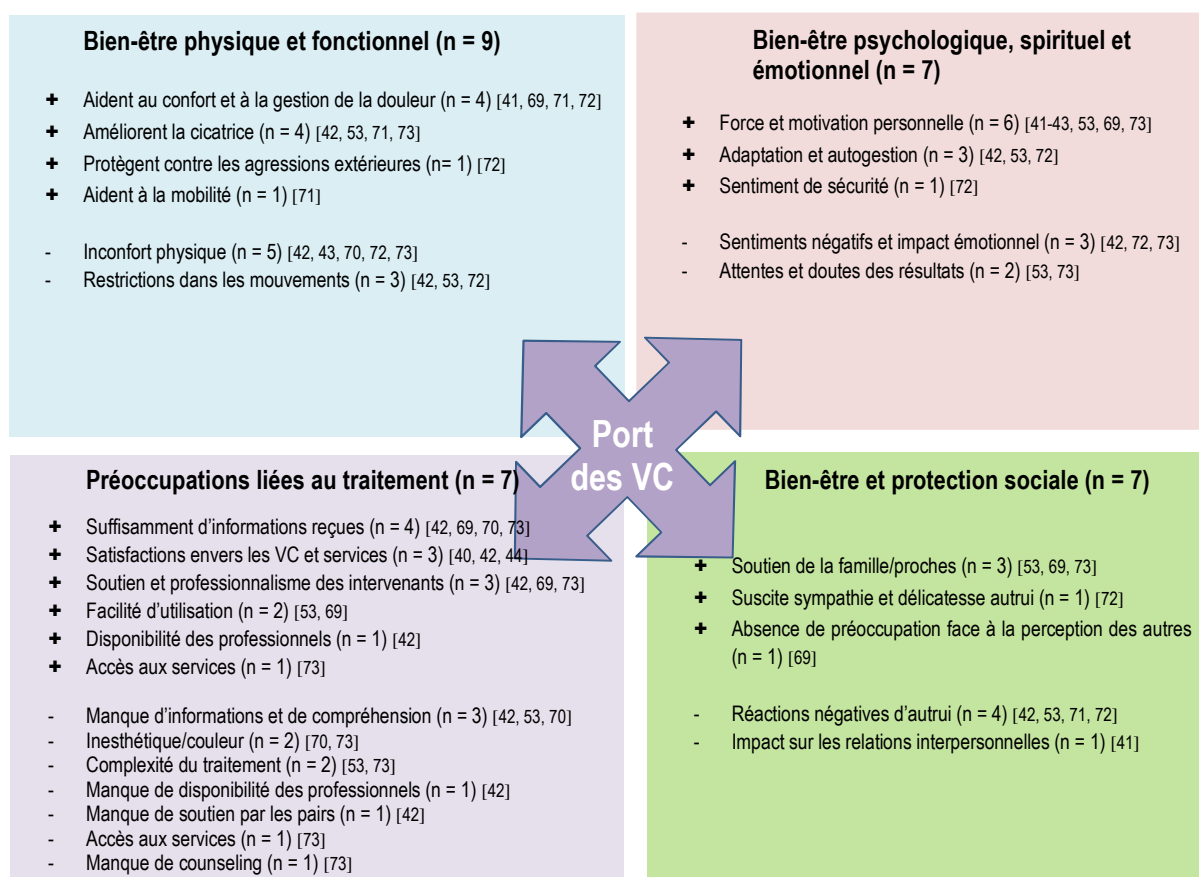 Bien-être physique et fonctionnel (n = 9)
+ Aident au confort et à la gestion de la douleur (n = 4) [41, 69, 71, 72]
+ Améliorent la cicatrice (n = 4) [42, 53, 71, 73]
+ Protègent contre les agressions extérieures (n= 1) [72]
+ Aident à la mobilité (n = 1) [71]
- Inconfort physique (n = 5) [42, 43, 70, 72, 73]
- Restrictions dans les mouvements (n = 3) [42, 53, 72]
Bien-être psychologique, spirituel et
émotionnel (n = 7)
+ Force et motivation personnelle (n = 6) [41-43, 53, 69, 73]
+ Adaptation et autogestion (n = 3) [42, 53, 72]
+ Sentiment de sécurité (n = 1) [72]
- Sentiments négatifs et impact émotionnel (n = 3) [42, 72, 73]
- Attentes et doutes des résultats (n = 2) [53, 73]
Port
des VC
Préoccupations liées au traitement (n = 7)
+ Suffisamment d’informations reçues (n = 4) [42, 69, 70, 73]
+ Satisfactions envers les VC et services (n = 3) [40, 42, 44]
+ Soutien et professionnalisme des intervenants (n = 3) [42, 69, 73]
+ Facilité d’utilisation (n = 2) [53, 69]
+ Disponibilité des professionnels (n = 1) [42]
+ Accès aux services (n = 1) [73]
- Manque d’informations et de compréhension (n = 3) [42, 53, 70]
- Inesthétique/couleur (n = 2) [70, 73]
- Complexité du traitement (n = 2) [53, 73]
- Manque de disponibilité des professionnels (n = 1) [42]
- Manque de soutien par les pairs (n = 1) [42]
- Accès aux services (n = 1) [73]
- Manque de counseling (n = 1) [73]
Bien-être et protection sociale (n = 7)
+ Soutien de la famille/proches (n = 3) [53, 69, 73]
+ Suscite sympathie et délicatesse autrui (n = 1) [72]
+ Absence de préoccupation face à la perception des autres
(n = 1) [69]
- Réactions négatives d’autrui (n = 4) [42, 53, 71, 72]
- Impact sur les relations interpersonnelles (n = 1) [41]